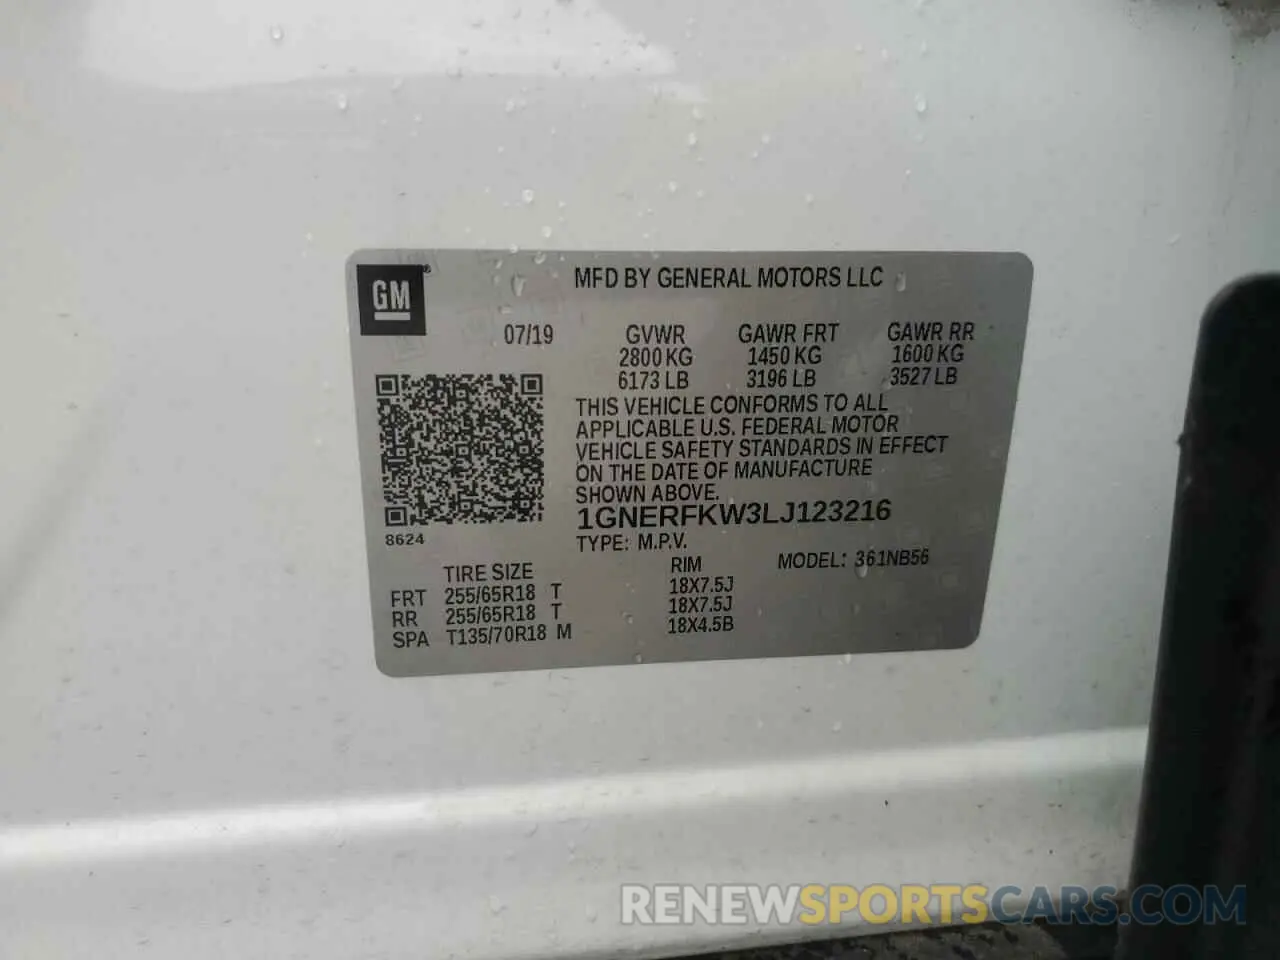 GM
MFD BY GENERAL MOTORS LLC
07/19 GVWR GAWR FRT GAWR RR
2800 KG 1450 KG 1600 KG
6173 LB 3196 LB 3527 LB
THIS VEHICLE CONFORMS TO ALL
APPLICABLE U.S. FEDERAL MOTOR
VEHICLE SAFETY STANDARDS IN EFFECT
ON THE DATE OF MANUFACTURE
SHOWN ABOVE.
1GNERFKW3LJ123216
8624
TYPE: M.P.V.
MODEL: 361NB56
TIRE SIZE RIM
FRT 255/65R18 T 18X7.5J
RR 255/65R18 T 18X7.5J
SPA T135/70R18 M 18X4.5B
RENEWSPORTSCARS.COM